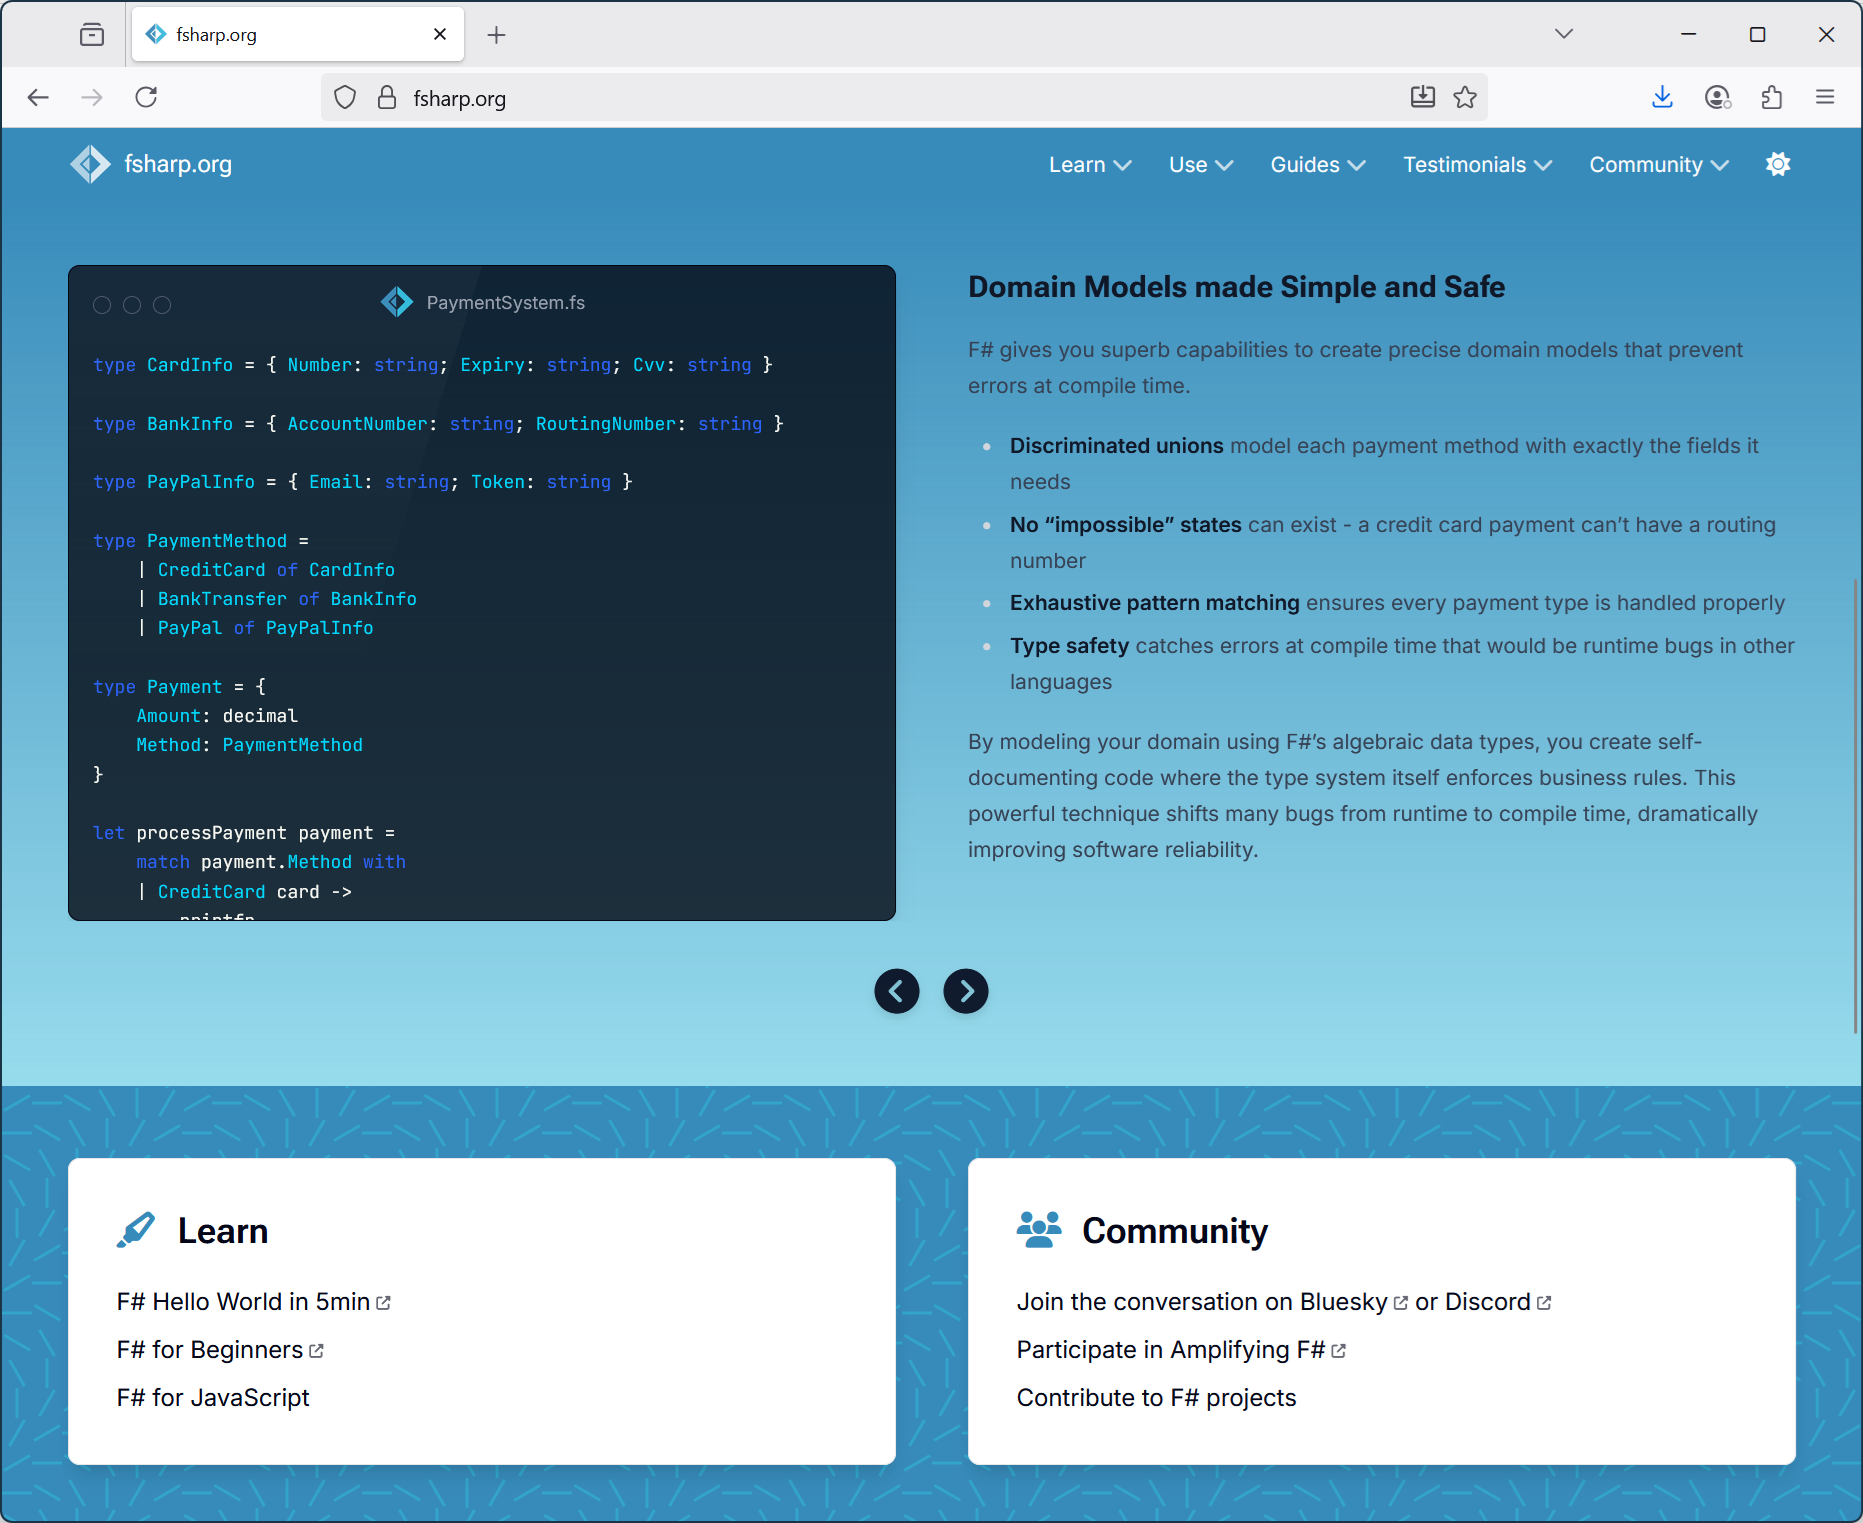 fsharp.org
fsharp.org
fsharp.org
Learn
Use
Guides
Testimonials
Community
PaymentSystem.fs
type CardInfo = { Number: string; Expiry: string; Cvv: string }
type BankInfo = { AccountNumber: string; RoutingNumber: string }
type PayPalInfo = { Email: string; Token: string }
type PaymentMethod =
    | CreditCard of CardInfo
    | BankTransfer of BankInfo
    | PayPal of PayPalInfo
type Payment = {
    Amount: decimal
    Method: PaymentMethod
}
let processPayment payment =
    match payment.Method with
    | CreditCard card ->
        printfn
Domain Models made Simple and Safe
F# gives you superb capabilities to create precise domain models that prevent
errors at compile time.
• Discriminated unions model each payment method with exactly the fields it
needs
• No “impossible” states can exist - a credit card payment can’t have a routing
number
• Exhaustive pattern matching ensures every payment type is handled properly
• Type safety catches errors at compile time that would be runtime bugs in other
languages
By modeling your domain using F#’s algebraic data types, you create self-
documenting code where the type system itself enforces business rules. This
powerful technique shifts many bugs from runtime to compile time, dramatically
improving software reliability.
Learn
F# Hello World in 5min
F# for Beginners
F# for JavaScript
Community
Join the conversation on Bluesky or Discord
Participate in Amplifying F#
Contribute to F# projects